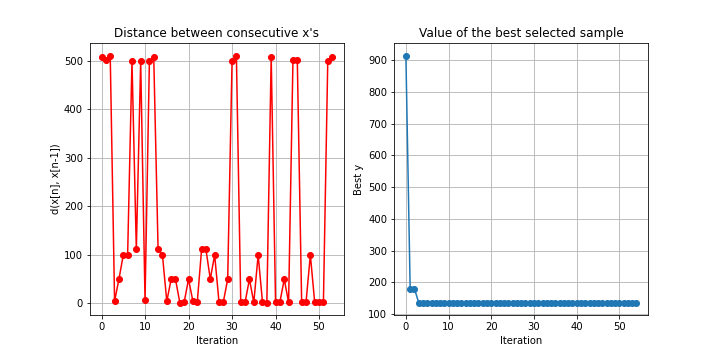 Distance between consecutive x's
Value of the best selected sample
d(x[n], x[n-1])
500
400
300
200
100
0
0 10 20 30 40 50
Iteration
Best y
900
800
700
600
500
400
300
200
100
0 10 20 30 40 50
Iteration